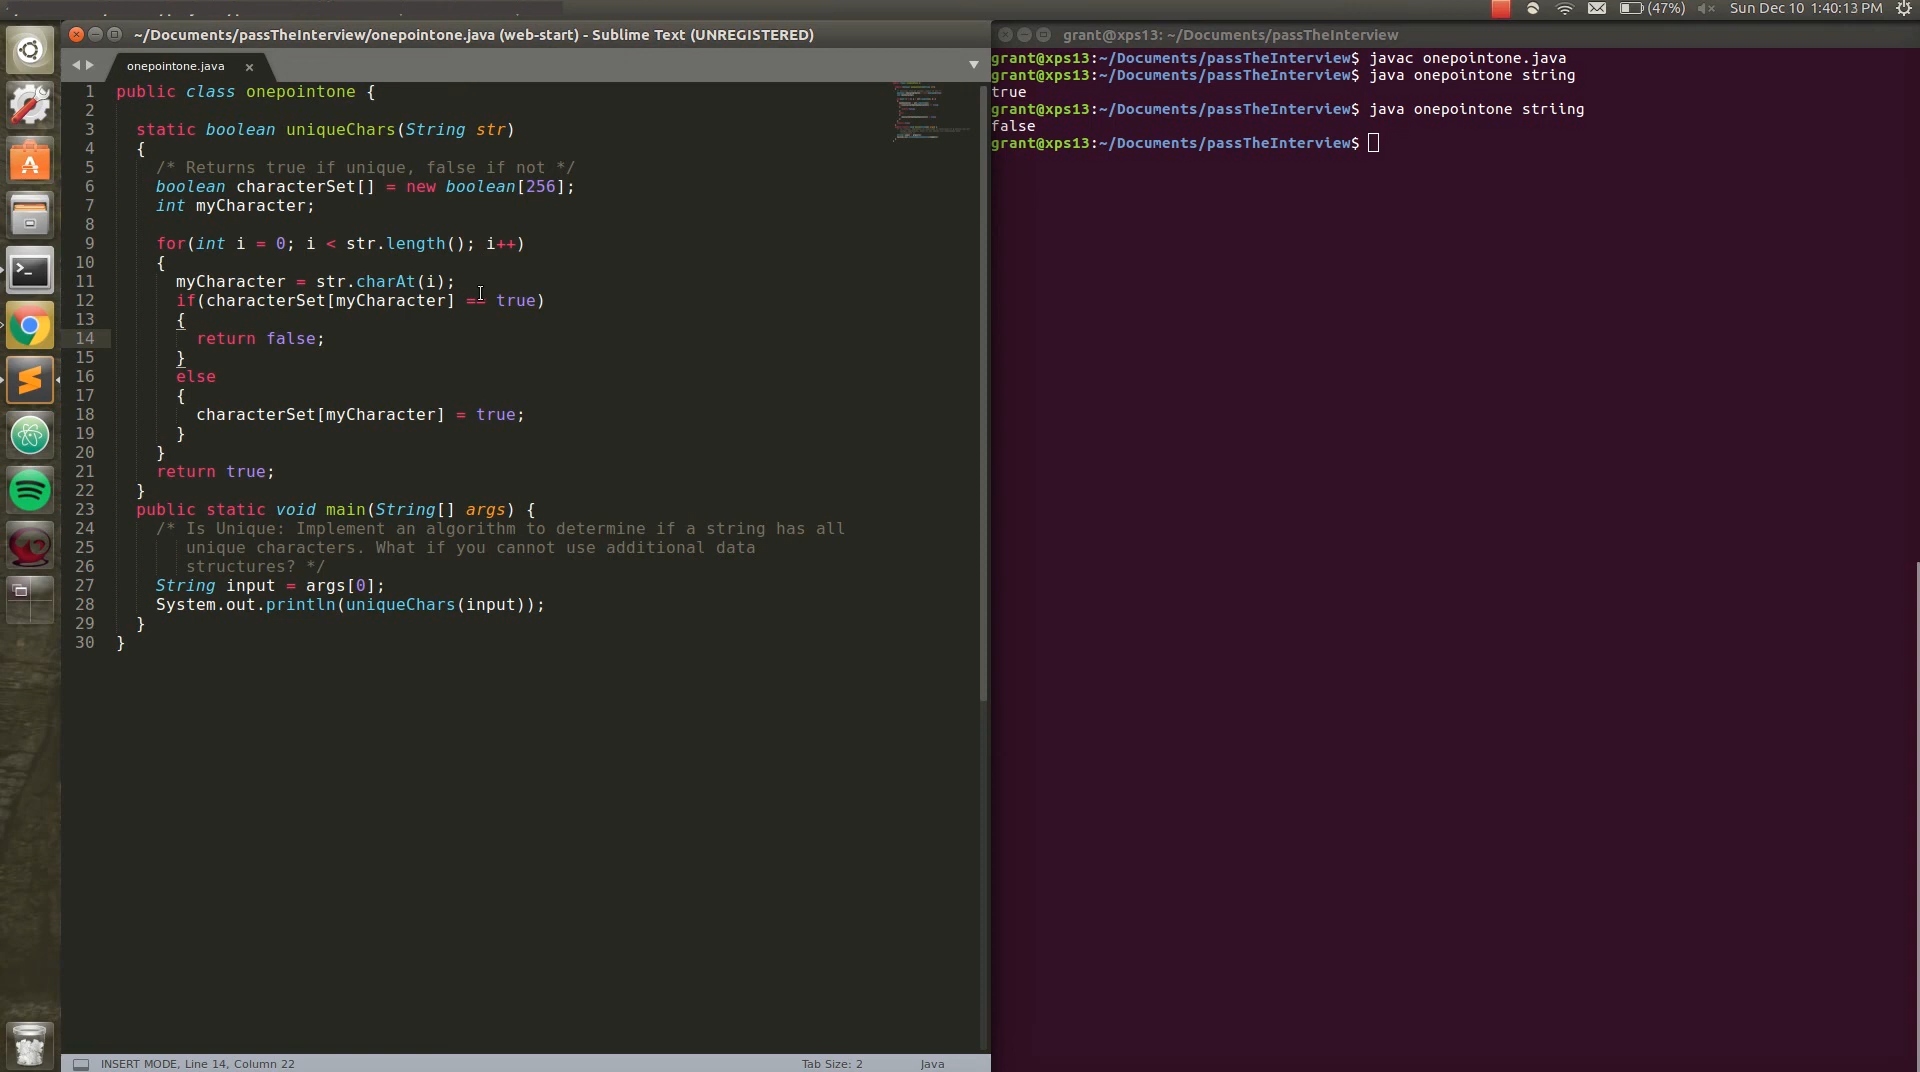 (47%) Sun Dec 10 1:40:13 PM
~/Documents/passTheInterview/onepointone.java (web-start) - Sublime Text (UNREGISTERED)
onepointone.java ×
1 public class onepointone {
2
3 static boolean uniqueChars(String str)
4 {
5 /* Returns true if unique, false if not */
6 boolean characterSet[] = new boolean[256];
7 int myCharacter;
8
9 for(int i = 0; i < str.length(); i++)
10 {
11 myCharacter = str.charAt(i);
12 if(characterSet[myCharacter] == true)
13 {
14 return false;
15 }
16 else
17 {
18 characterSet[myCharacter] = true;
19 }
20 }
21 return true;
22 }
23 public static void main(String[] args) {
24 /* Is Unique: Implement an algorithm to determine if a string has all
25 unique characters. What if you cannot use additional data
26 structures? */
27 String input = args[0];
28 System.out.println(uniqueChars(input));
29 }
30 }
INSERT MODE, Line 14, Column 22 Tab Size: 2 Java
grant@xps13: ~/Documents/passTheInterview
grant@xps13:~/Documents/passTheInterview$ javac onepointone.java
grant@xps13:~/Documents/passTheInterview$ java onepointone string
true
grant@xps13:~/Documents/passTheInterview$ java onepointone striing
false
grant@xps13:~/Documents/passTheInterview$